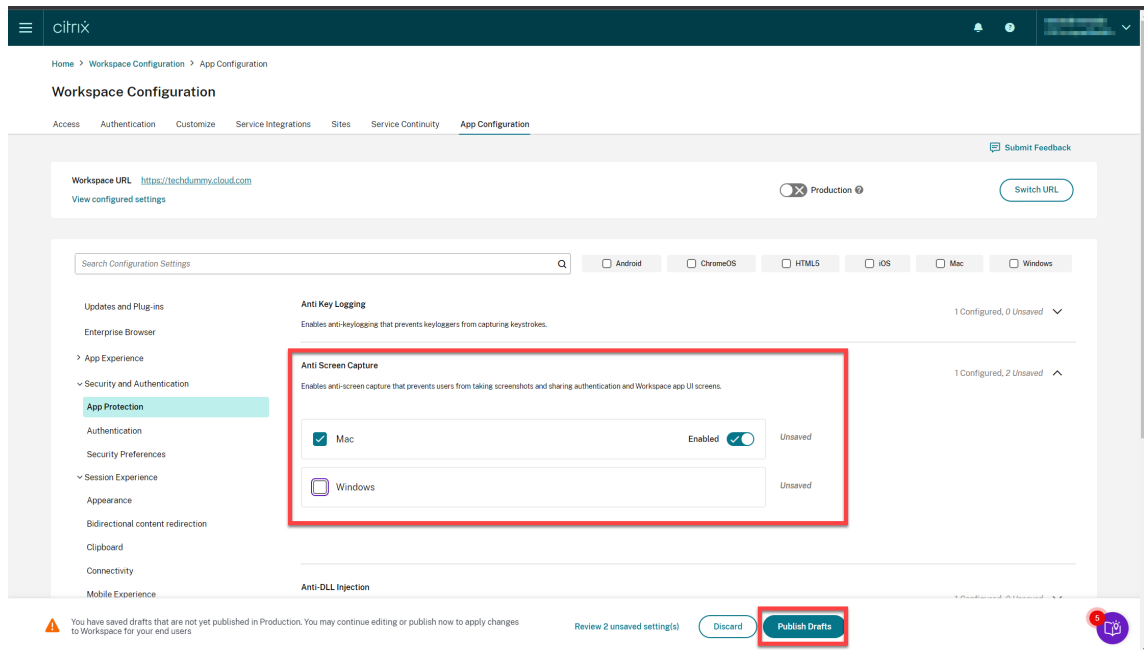 citrix
Home > Workspace Configuration > App Configuration
Workspace Configuration
Access Authentication Customize Service Integrations Sites Service Continuity App Configuration
Submit Feedback
Workspace URL https://techdummy.cloud.com
Production
Switch URL
View configured settings
Search Configuration Settings
Android ChromeOS HTML5 iOS Mac Windows
Updates and Plug-ins
Enterprise Browser
App Experience
Security and Authentication
App Protection
Authentication
Security Preferences
Session Experience
Appearance
Bidirectional content redirection
Clipboard
Connectivity
Mobile Experience
Anti Key Logging
1 Configured, 0 Unsaved
Enables anti-keylogging that prevents keyloggers from capturing keystrokes.
Anti Screen Capture
1 Configured, 2 Unsaved
Enables anti-screen capture that prevents users from taking screenshots and sharing authentication and Workspace app UI screens.
Mac Enabled Unsaved
Windows Unsaved
Anti-DLL Injection
You have saved drafts that are not yet published in Production. You may continue editing or publish now to apply changes
to Workspace for your end users
Review 2 unsaved setting(s) Discard Publish Drafts
5